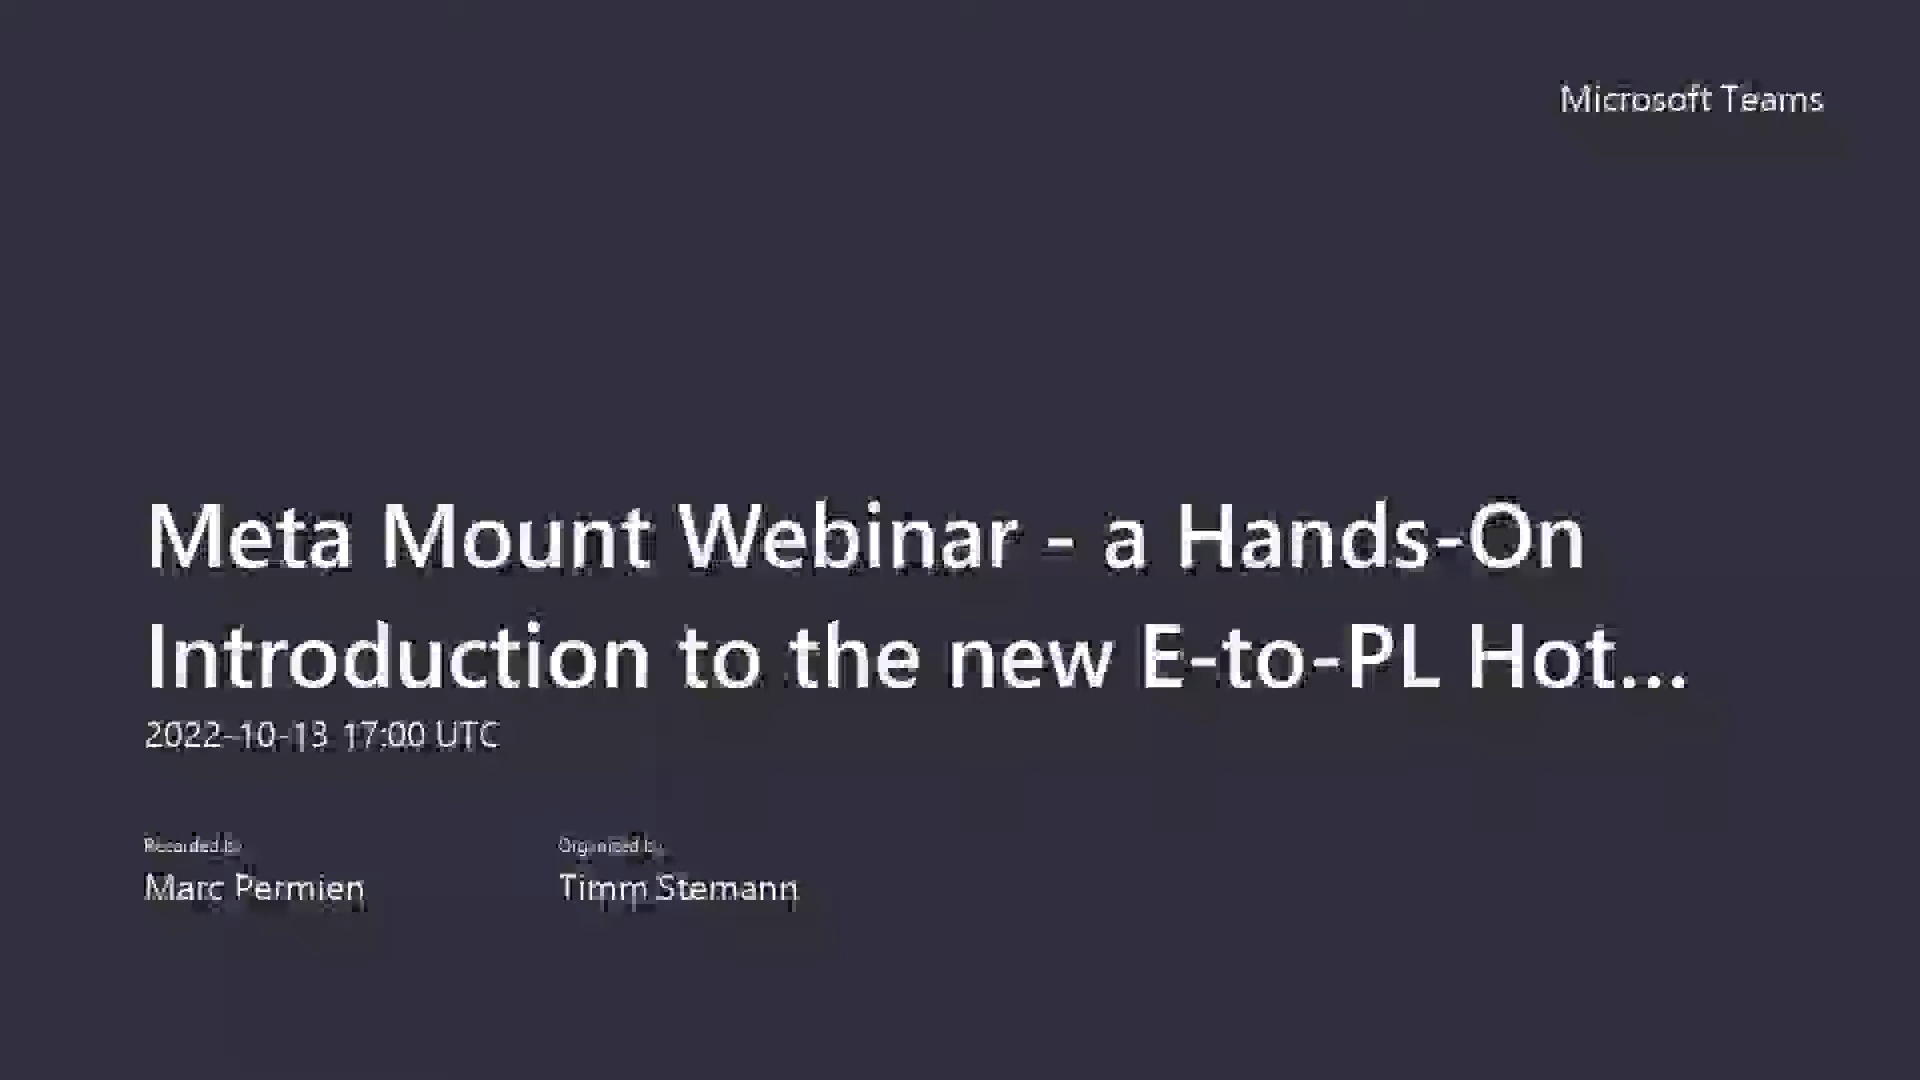 Microsoft Teams
Meta Mount Webinar - a Hands-On
Introduction to the new E-to-PL Hot...
2022-10-13 17:00 UTC
Recorded by
Organized by
Marc Permien
Timm Stemann